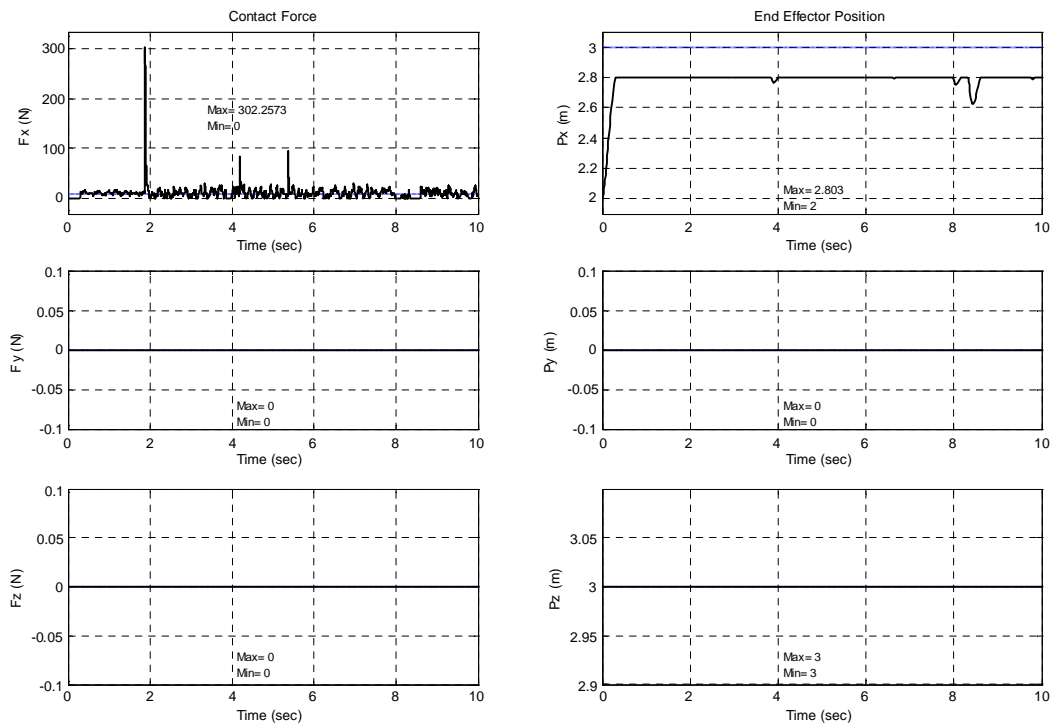 Contact Force
300
200
100
0
Fx (N)
Max= 302.2573
Min= 0
0 2 4 6 8 10
Time (sec)
End Effector Position
3
2.8
2.6
2.4
2.2
2
Px (m)
Max= 2.803
Min= 2
0 2 4 6 8 10
Time (sec)
0.1
0.05
0
-0.05
-0.1
Fy (N)
Max= 0
Min= 0
0 2 4 6 8 10
Time (sec)
0.1
0.05
0
-0.05
-0.1
Py (m)
Max= 0
Min= 0
0 2 4 6 8 10
Time (sec)
0.1
0.05
0
-0.05
-0.1
Fz (N)
Max= 0
Min= 0
0 2 4 6 8 10
Time (sec)
3.05
3
2.95
2.9
Pz (m)
Max= 3
Min= 3
0 2 4 6 8 10
Time (sec)